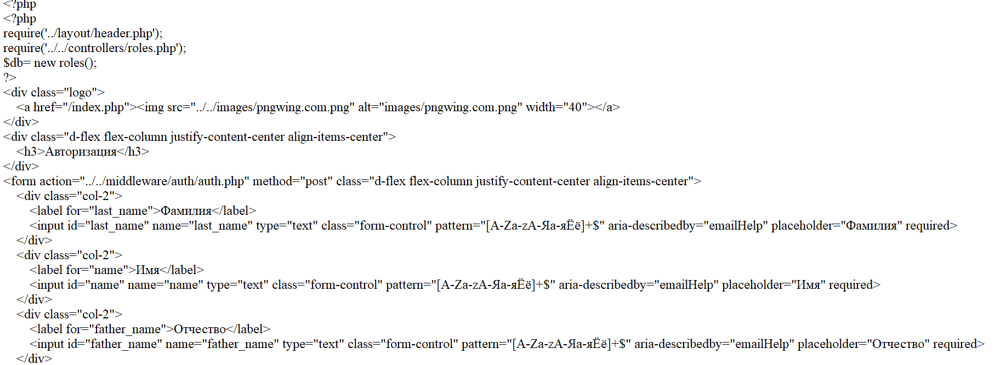 <?php
<?php
require('../layout/header.php');
require('../../controllers/roles.php');
$db= new roles();
?>
<div class="logo">
    <a href="/index.php"><img src="../../images/pngwing.com.png" alt="images/pngwing.com.png" width="40"></a>
</div>
<div class="d-flex flex-column justify-content-center align-items-center">
    <h3>Авторизация</h3>
</div>
<form action="../../middleware/auth/auth.php" method="post" class="d-flex flex-column justify-content-center align-items-center">
    <div class="col-2">
        <label for="last_name">Фамилия</label>
        <input id="last_name" name="last_name" type="text" class="form-control" pattern="[A-Za-zА-Яа-яЁё]+$" aria-describedby="emailHelp" placeholder="Фамилия" required>
    </div>
    <div class="col-2">
        <label for="name">Имя</label>
        <input id="name" name="name" type="text" class="form-control" pattern="[A-Za-zА-Яа-яЁё]+$" aria-describedby="emailHelp" placeholder="Имя" required>
    </div>
    <div class="col-2">
        <label for="father_name">Отчество</label>
        <input id="father_name" name="father_name" type="text" class="form-control" pattern="[A-Za-zА-Яа-яЁё]+$" aria-describedby="emailHelp" placeholder="Отчество" required>
    </div>